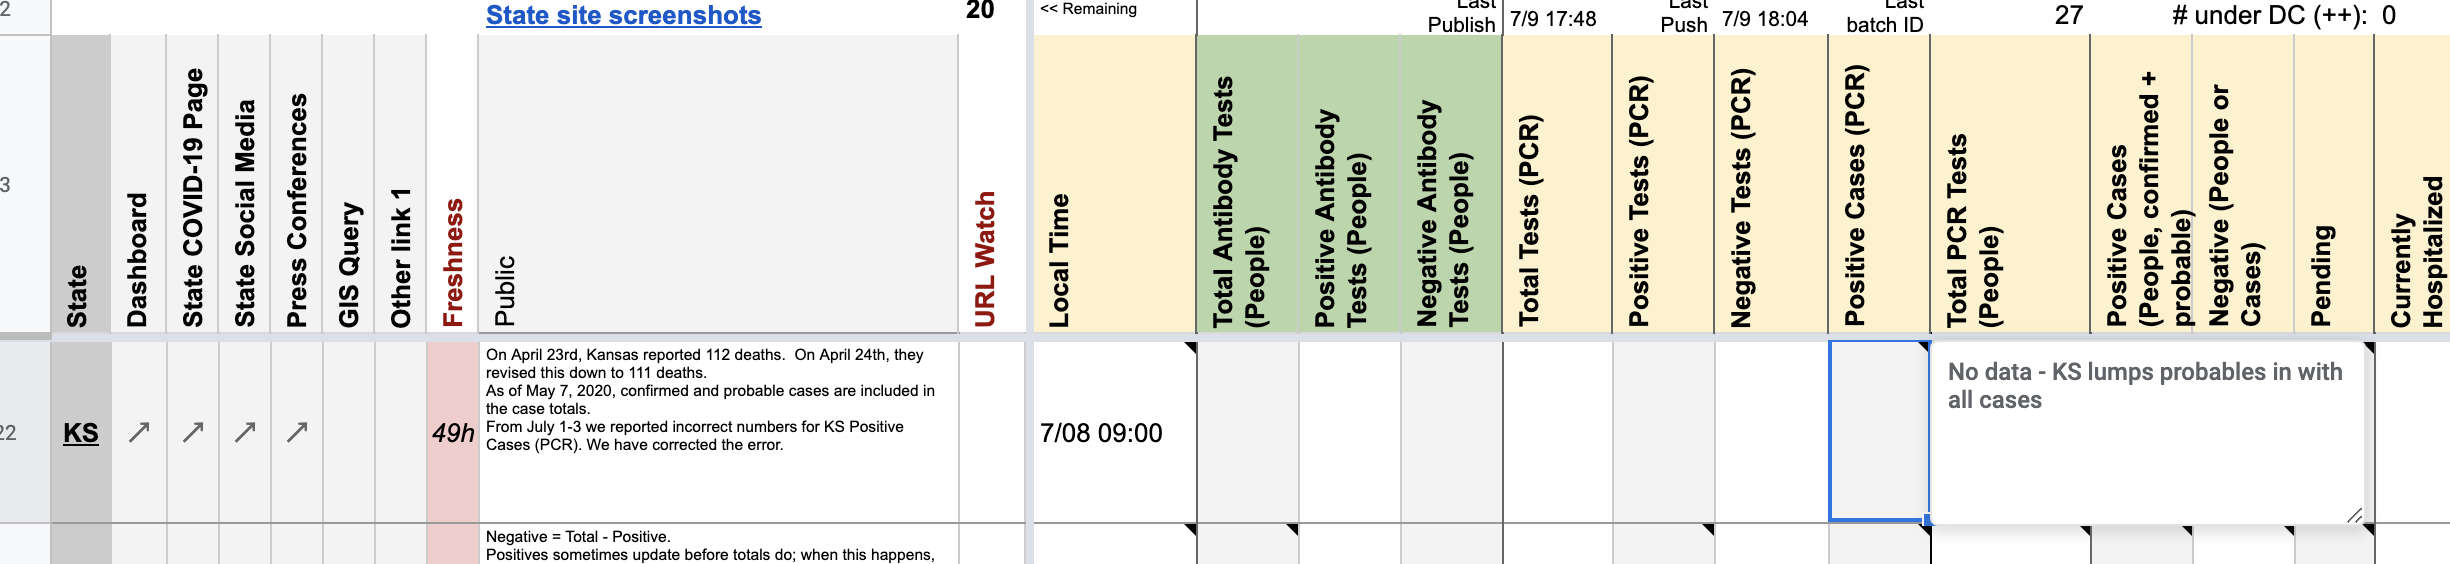 2
State site screenshots
20
<< Remaining
Last
Publish
7/9 17:48
Last
Push
7/9 18:04
Last
batch ID
27
# under DC (++): 0
3
State
Dashboard
State COVID-19 Page
State Social Media
Press Conferences
GIS Query
Other link 1
Freshness
Public
URL Watch
Local Time
Total Antibody Tests
(People)
Positive Antibody
Tests (People)
Negative Antibody
Tests (People)
Total Tests (PCR)
Positive Tests (PCR)
Negative Tests (PCR)
Positive Cases (PCR)
Total PCR Tests
(People)
Positive Cases
(People, confirmed +
probable)
Negative (People or
Cases)
Pending
Currently
Hospitalized
22
KS
49h
On April 23rd, Kansas reported 112 deaths.  On April 24th, they
revised this down to 111 deaths.
As of May 7, 2020, confirmed and probable cases are included in
the case totals.
From July 1-3 we reported incorrect numbers for KS Positive
Cases (PCR). We have corrected the error.
7/08 09:00
No data - KS lumps probables in with
all cases
Negative = Total - Positive.
Positives sometimes update before totals do; when this happens,